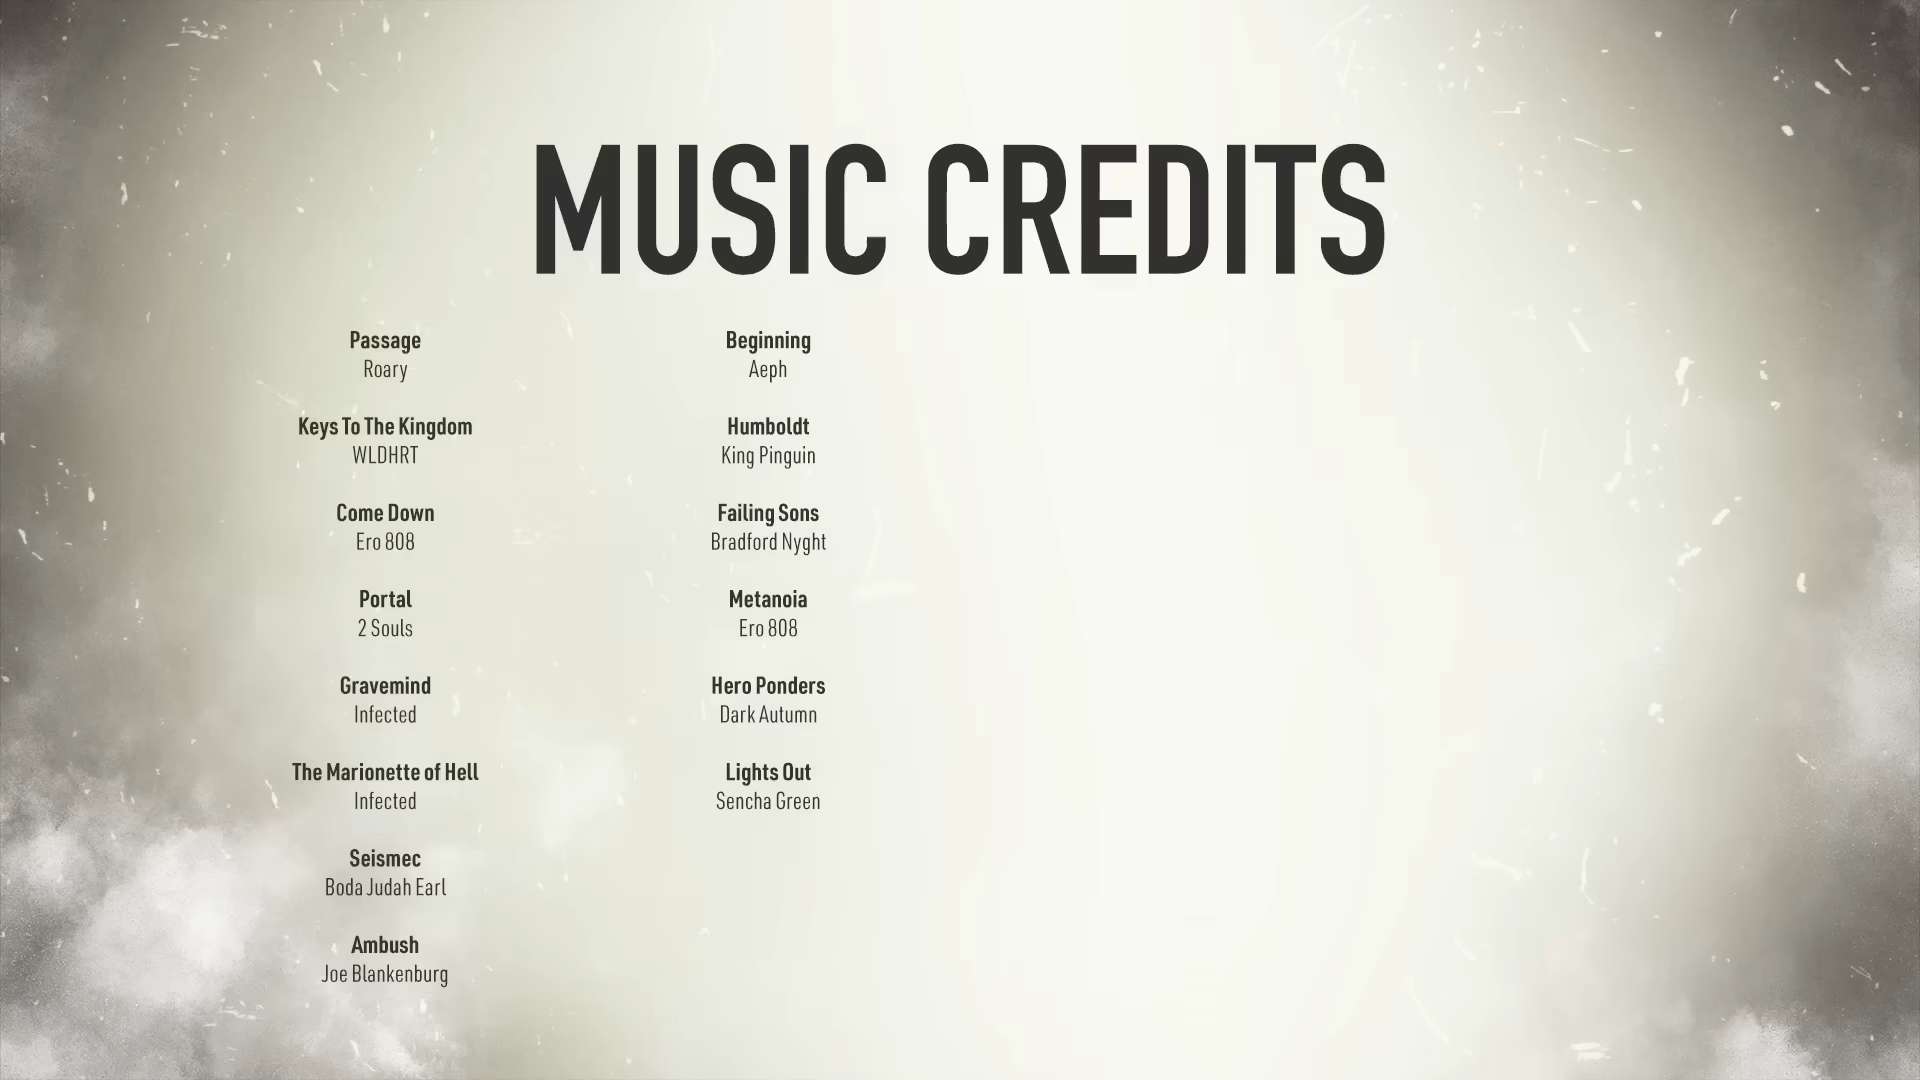 MUSIC CREDITS
Passage
Roary
Keys To The Kingdom
WLDHRT
Come Down
Ero 808
Portal
2 Souls
Gravemind
Infected
The Marionette of Hell
Infected
Seismec
Boda Judah Earl
Ambush
Joe Blankenburg
Beginning
Aeph
Humboldt
King Pinguin
Failing Sons
Bradford Nyght
Metanoia
Ero 808
Hero Ponders
Dark Autumn
Lights Out
Sencha Green